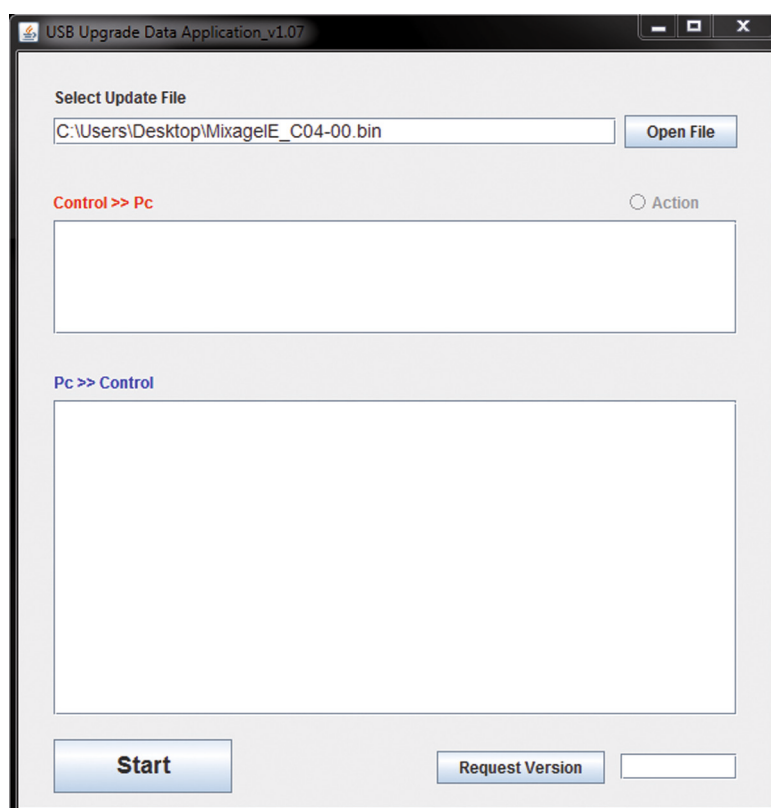 USB Upgrade Data Application_v1.07
Select Update File
C:\Users\Desktop\MixagelE_C04-00.bin
Open File
Control >> Pc
Action
Pc >> Control
Start
Request Version